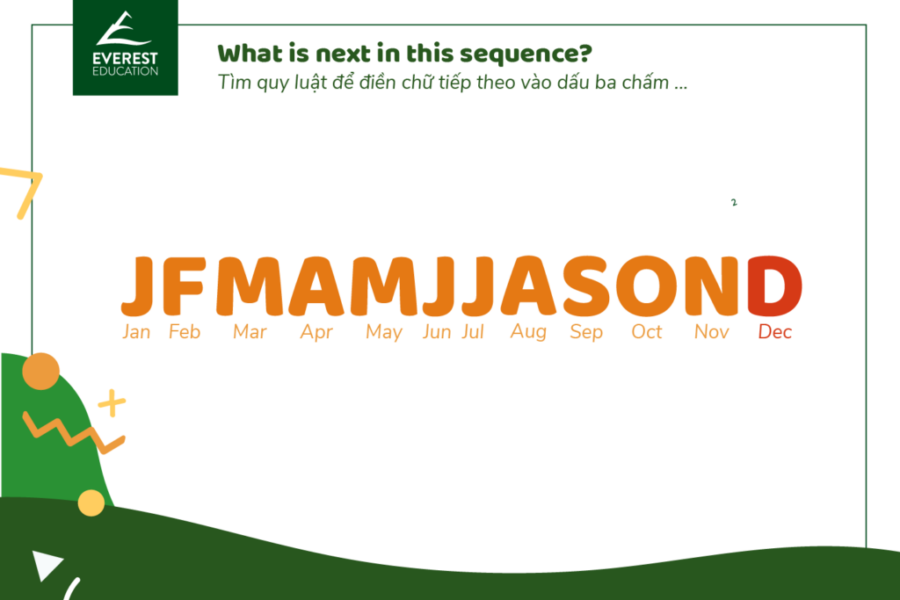 EVEREST
EDUCATION
What is next in this sequence?
Tìm quy luật để điền chữ tiếp theo vào dấu ba chấm ...
2
JFMAMJJASOND
Jan Feb Mar Apr May Jun Jul Aug Sep Oct Nov Dec